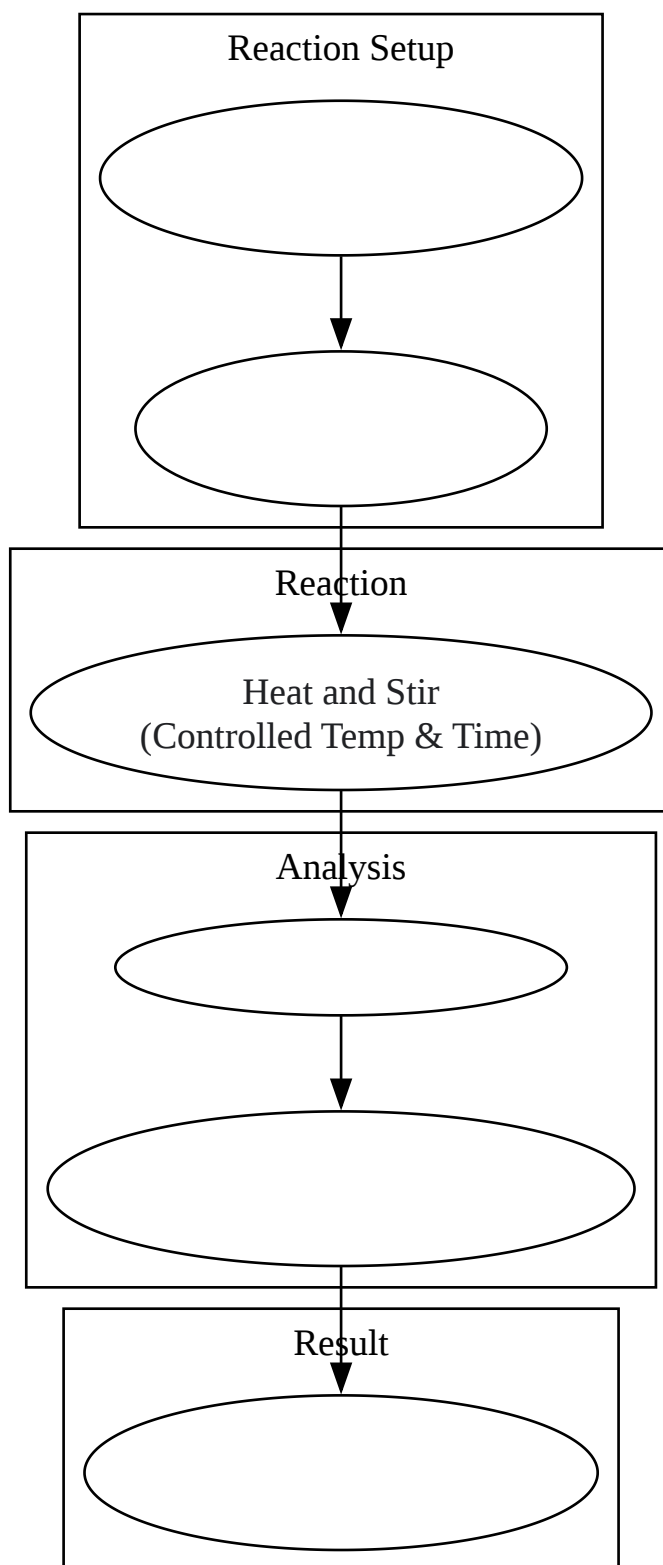 Reaction Setup
Reaction
Heat and Stir
(Controlled Temp & Time)
Analysis
Result